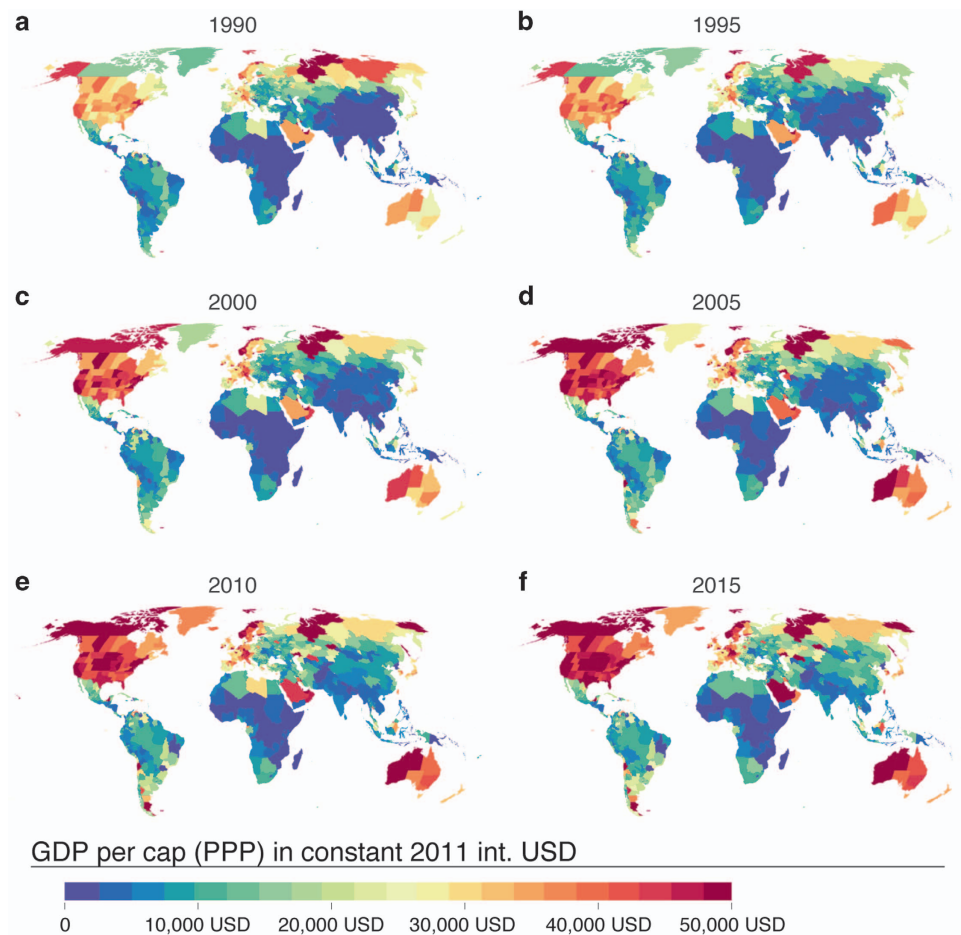 a
1990
b
1995
c
2000
d
2005
e
2010
f
2015
GDP per cap (PPP) in constant 2011 int. USD
0
10,000 USD
20,000 USD
30,000 USD
40,000 USD
50,000 USD